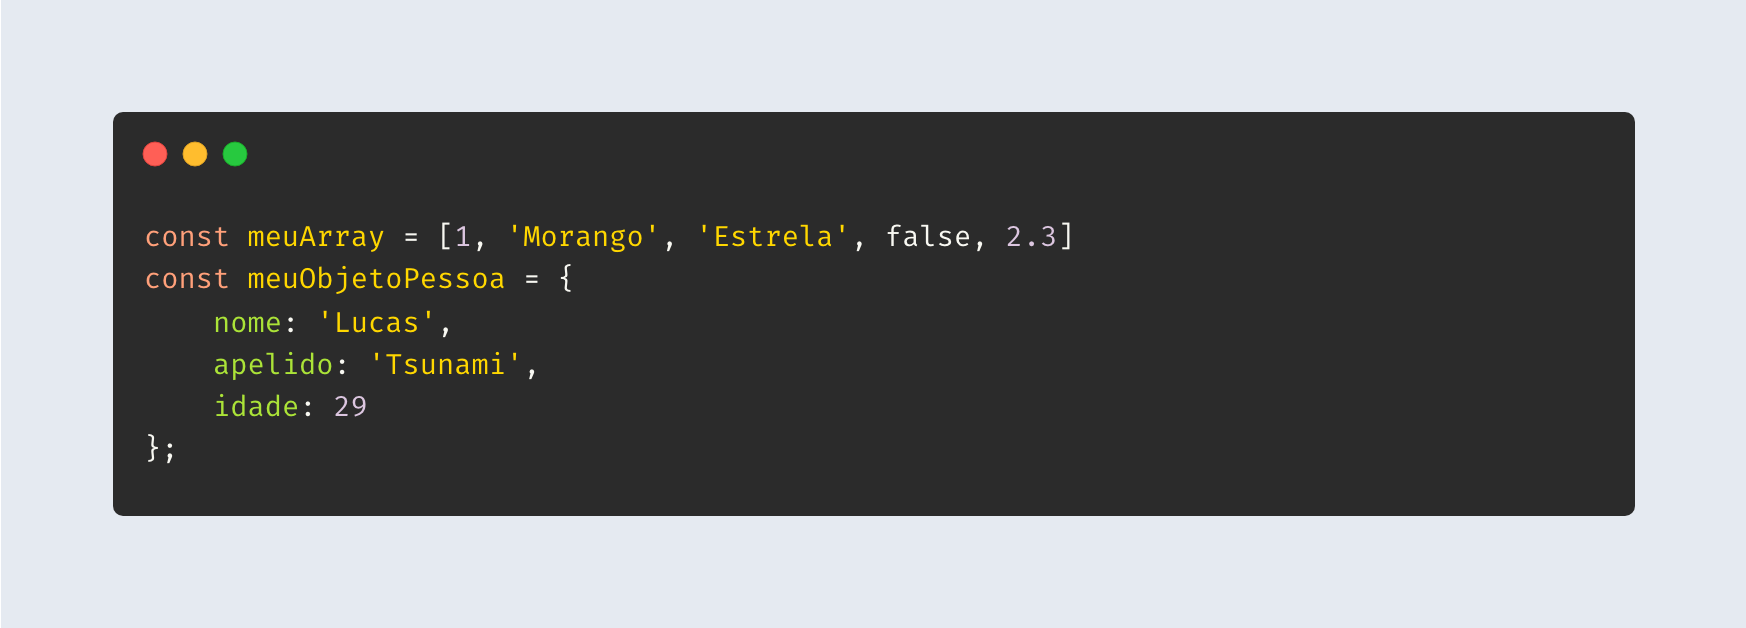 const meuArray = [1, 'Morango', 'Estrela', false, 2.3]
const meuObjetoPessoa = {
    nome: 'Lucas',
    apelido: 'Tsunami',
    idade: 29
};